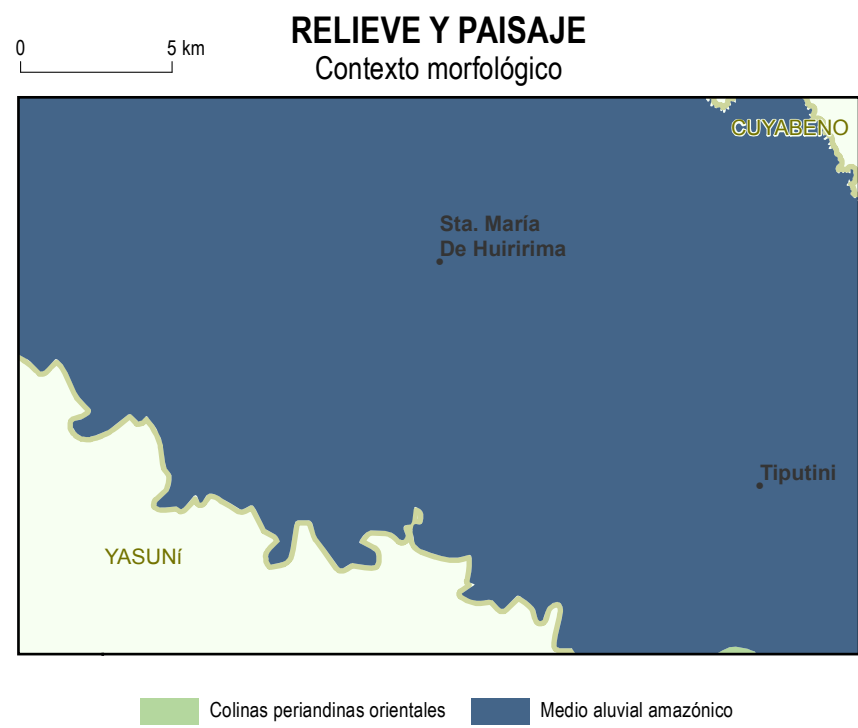 RELIEVE Y PAISAJE
Contexto morfológico
0 5 km
CUYABENO
Sta. María
De Huiririma
Tiputini
YASUNí
Colinas periandinas orientales
Medio aluvial amazónico